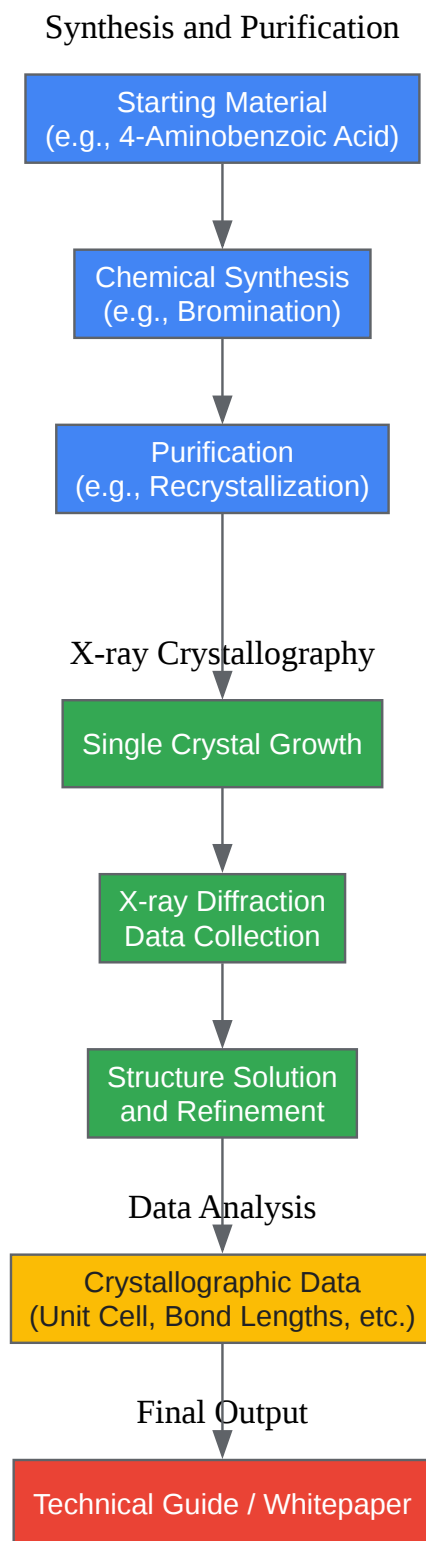 Synthesis and Purification
Starting Material
(e.g., 4-Aminobenzoic Acid)
Chemical Synthesis
(e.g., Bromination)
Purification
(e.g., Recrystallization)
X-ray Crystallography
Single Crystal Growth
X-ray Diffraction
Data Collection
Structure Solution
and Refinement
Data Analysis
Crystallographic Data
(Unit Cell, Bond Lengths, etc.)
Final Output
Technical Guide / Whitepaper